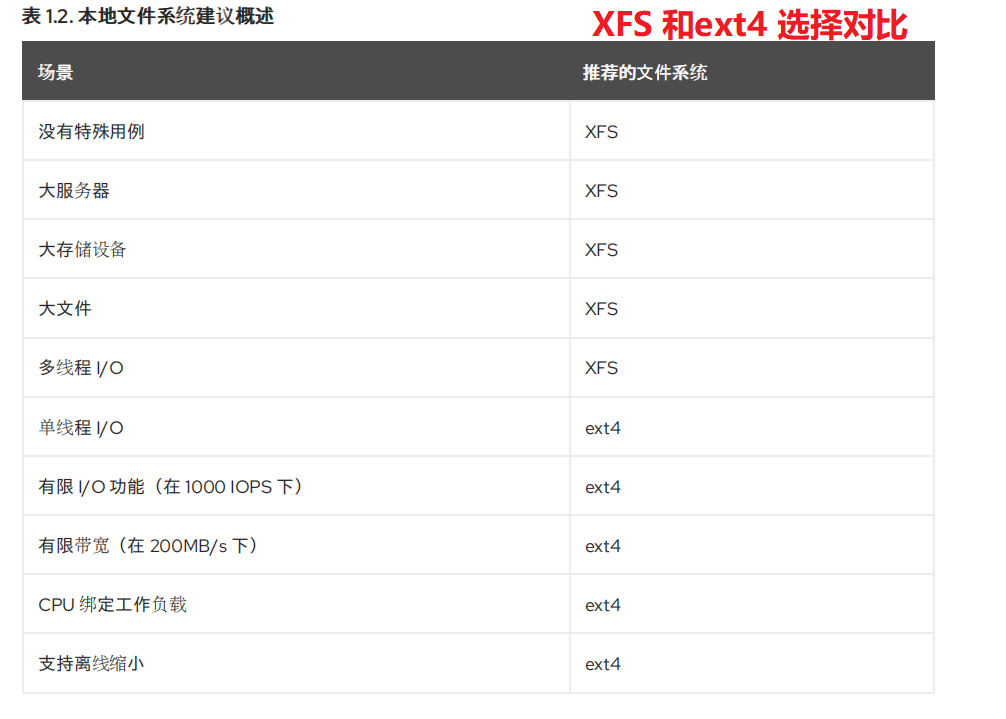 表 1.2. 本地文件系统建议概述
XFS 和ext4 选择对比
场景 推荐的文件系统
没有特殊用例 XFS
大服务器 XFS
大存储设备 XFS
大文件 XFS
多线程 I/O XFS
单线程 I/O ext4
有限 I/O 功能（在 1000 IOPS 下） ext4
有限带宽（在 200MB/s 下） ext4
CPU 绑定工作负载 ext4
支持离线缩小 ext4